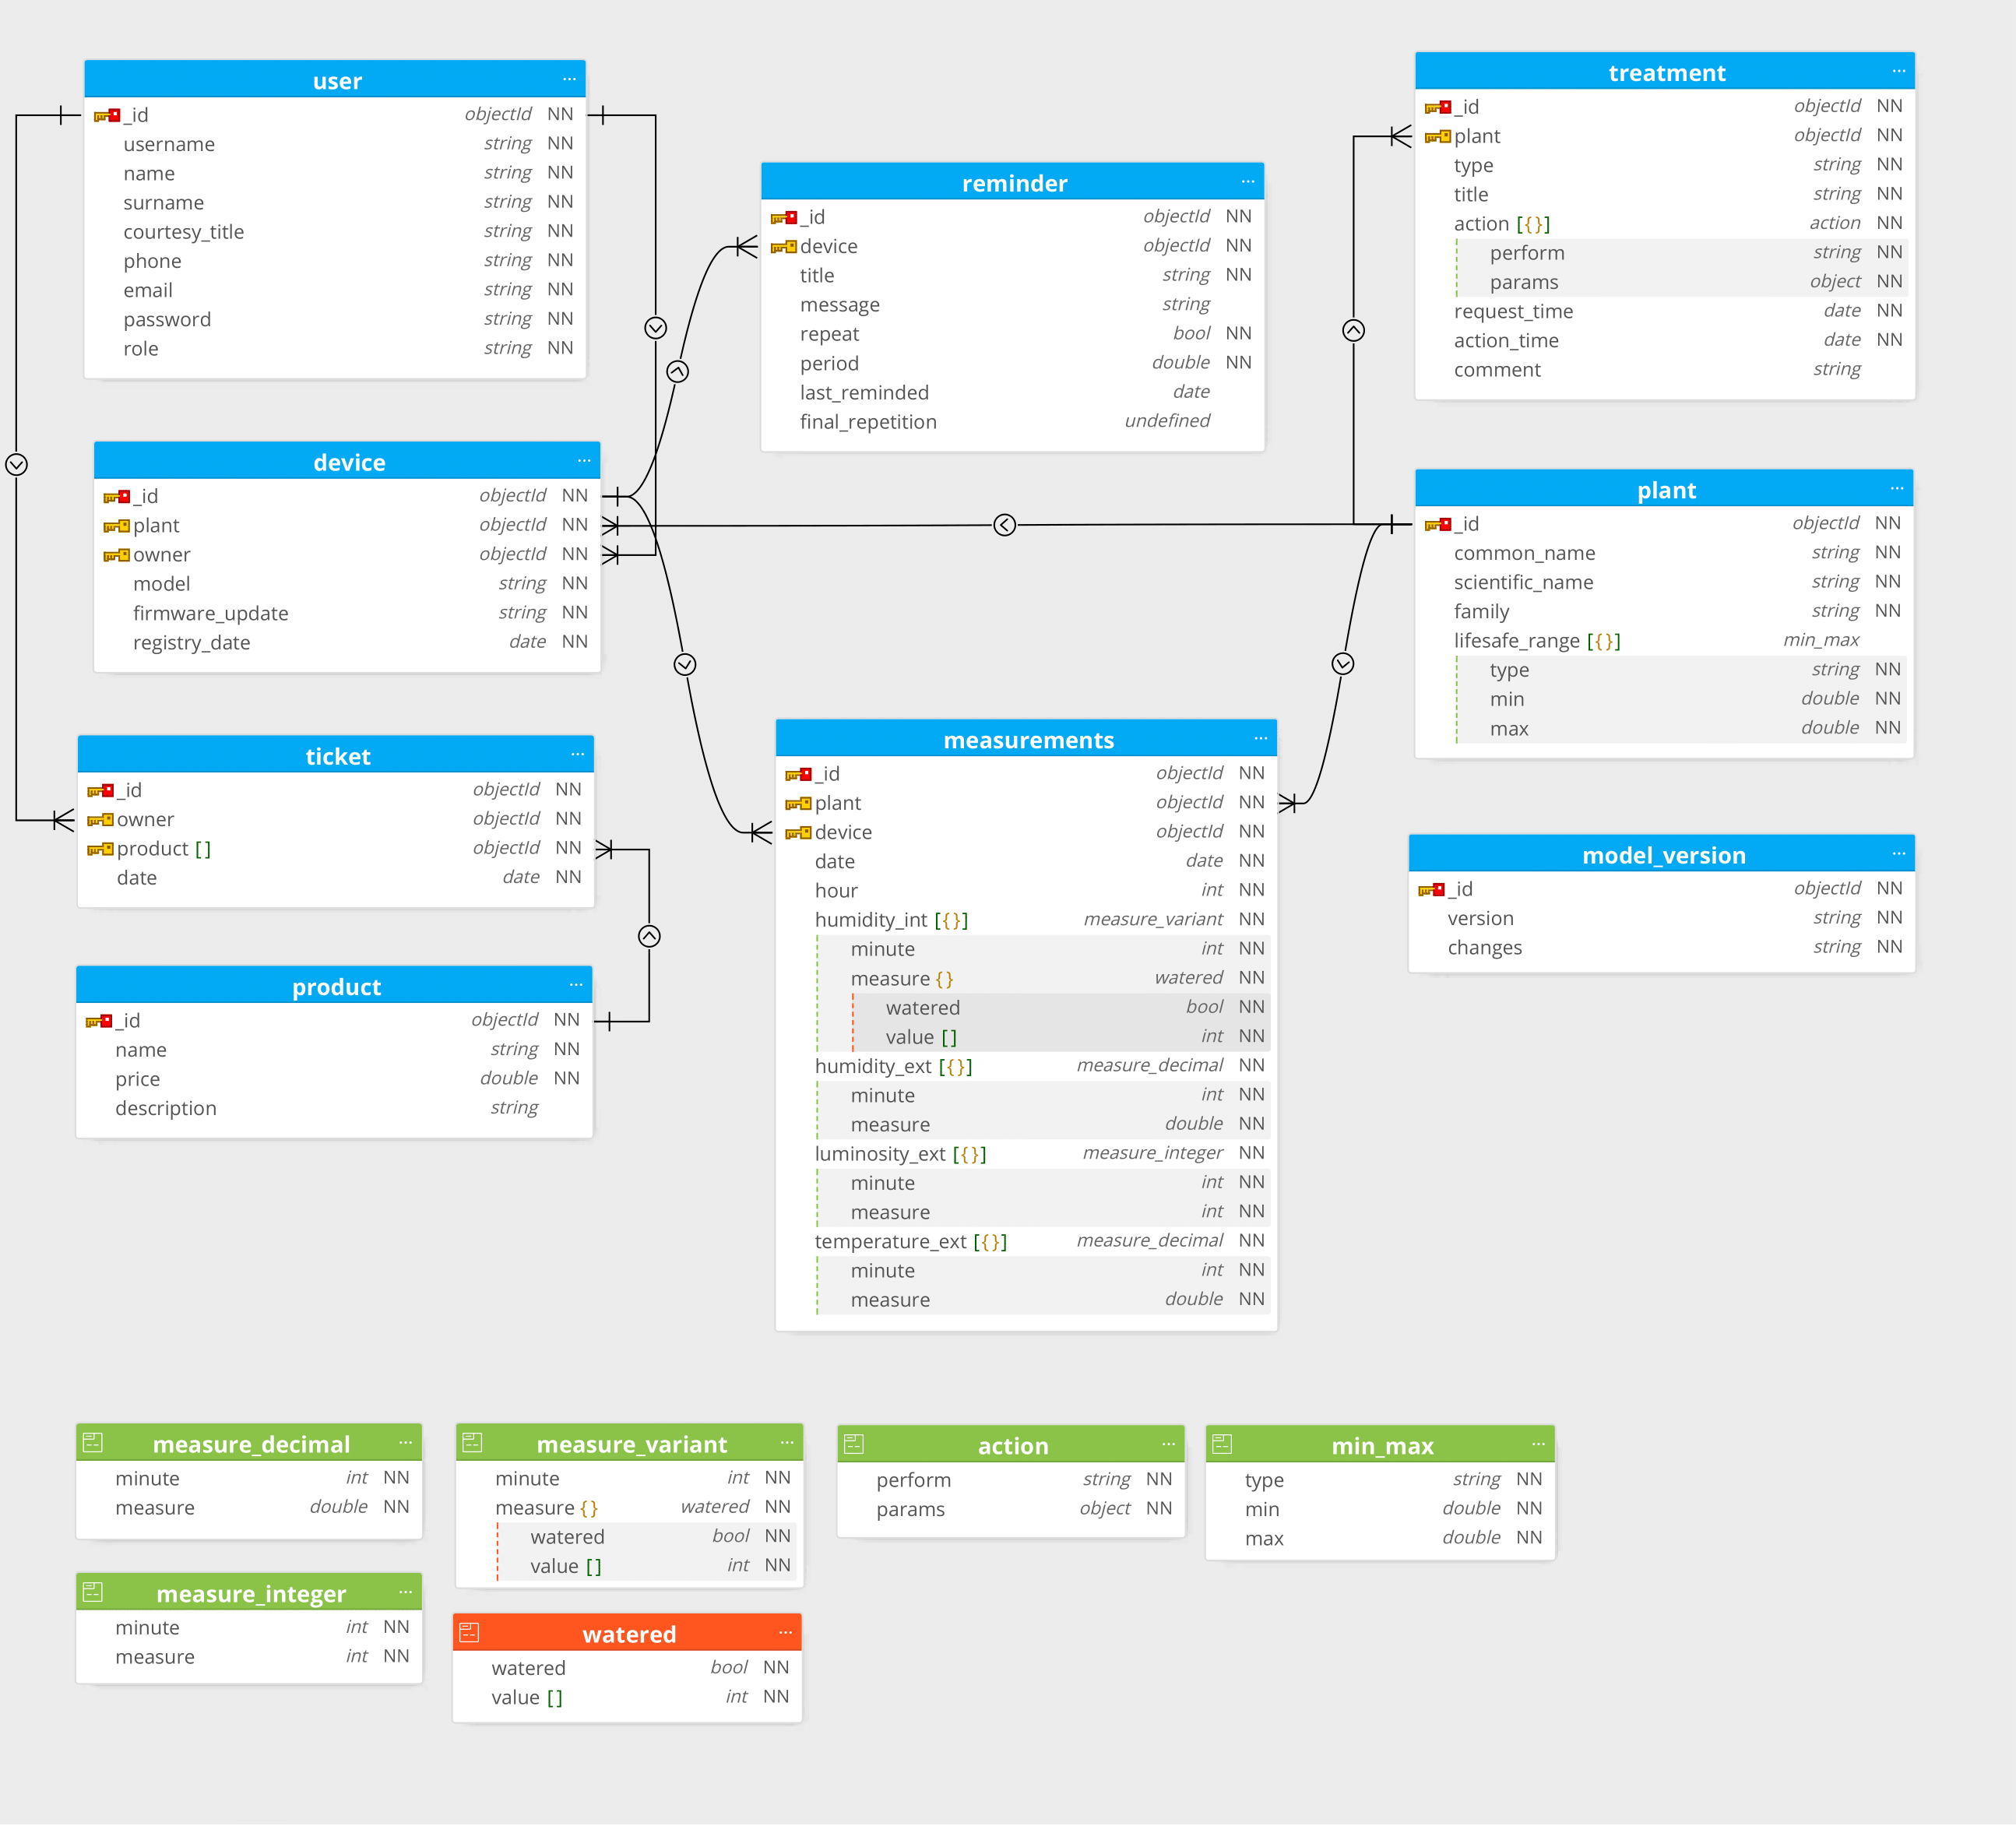 user ...
_id objectId NN
username string NN
name string NN
surname string NN
courtesy_title string NN
phone string NN
email string NN
password string NN
role string NN
device ...
_id objectId NN
plant objectId NN
owner objectId NN
model string NN
firmware_update string NN
registry_date date NN
ticket ...
_id objectId NN
owner objectId NN
product [] objectId NN
date date NN
product ...
_id objectId NN
name string NN
price double NN
description string
reminder ...
_id objectId NN
device objectId NN
title string NN
message string
repeat bool NN
period double NN
last_reminded date
final_repetition undefined
measurements ...
_id objectId NN
plant objectId NN
device objectId NN
date date NN
hour int NN
humidity_int [{}] measure_variant NN
minute int NN
measure {} watered NN
watered bool NN
value [] int NN
humidity_ext [{}] measure_decimal NN
minute int NN
measure double NN
luminosity_ext [{}] measure_integer NN
minute int NN
measure int NN
temperature_ext [{}] measure_decimal NN
minute int NN
measure double NN
treatment ...
_id objectId NN
plant objectId NN
type string NN
title string NN
action [{}] action NN
perform string NN
params object NN
request_time date NN
action_time date NN
comment string
plant ...
_id objectId NN
common_name string NN
scientific_name string NN
family string NN
lifesafe_range [{}] min_max
type string NN
min double NN
max double NN
model_version ...
_id objectId NN
version string NN
changes string NN
measure_decimal ...
minute int NN
measure double NN
measure_integer ...
minute int NN
measure int NN
measure_variant ...
minute int NN
measure {} watered NN
watered bool NN
value [] int NN
watered ...
watered bool NN
value [] int NN
action ...
perform string NN
params object NN
min_max ...
type string NN
min double NN
max double NN